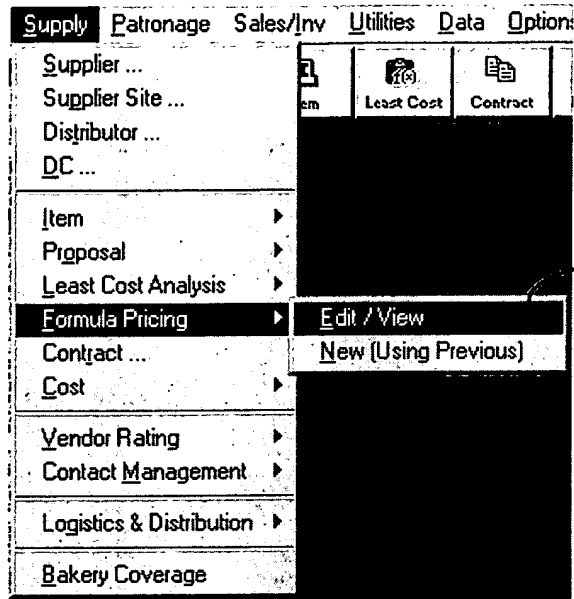 Supply Patronage Sales/Inv Utilities Data Options
Supplier ...
Supplier Site ...
Distributor ...
DC ...
Least Cost
Contract
Item
Proposal
Least Cost Analysis
Formula Pricing
Edit / View
Contract ...
New (Using Previous)
Cost
Vendor Rating
Contact Management
Logistics & Distribution
Bakery Coverage